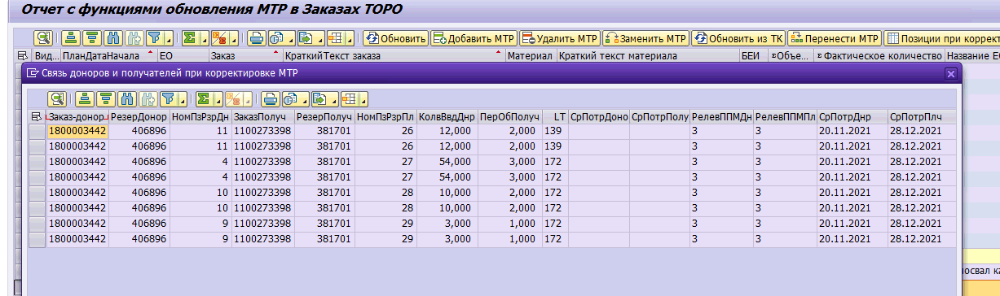 Отчет с функциями обновления МТР в Заказах ТОРО
Обновить Добавить МТР Удалить МТР Заменить МТР Обновить из ТК Перенести МТР Позиции при коррект
Вид... ПланДатаНачала ЕО Заказ КраткийТекст заказа Материал Краткий текст материала БЕИ Объе... Фактическое количество Название Е
Связь доноров и получателей при корректировке МТР
Заказ-донор РезерДонор НомПзРзрДн ЗаказПолуч РезерПолуч НомПзРзрПл КолвВвдДнр ПерОбПолуч LT СрПотрДоно СрПотрПолу РелевППМДн РелевППМПл СрПотрДнр СрПотрПлч
1800003442 406896 11 1100273398 381701 26 12,000 2,000 139 3 3 20.11.2021 28.12.2021
1800003442 406896 11 1100273398 381701 26 12,000 2,000 139 3 3 20.11.2021 28.12.2021
1800003442 406896 4 1100273398 381701 27 54,000 3,000 172 3 3 20.11.2021 28.12.2021
1800003442 406896 4 1100273398 381701 27 54,000 3,000 172 3 3 20.11.2021 28.12.2021
1800003442 406896 10 1100273398 381701 28 10,000 2,000 172 3 3 20.11.2021 28.12.2021
1800003442 406896 10 1100273398 381701 28 10,000 2,000 172 3 3 20.11.2021 28.12.2021
1800003442 406896 9 1100273398 381701 29 3,000 1,000 172 3 3 20.11.2021 28.12.2021
1800003442 406896 9 1100273398 381701 29 3,000 1,000 172 3 3 20.11.2021 28.12.2021
освал ка